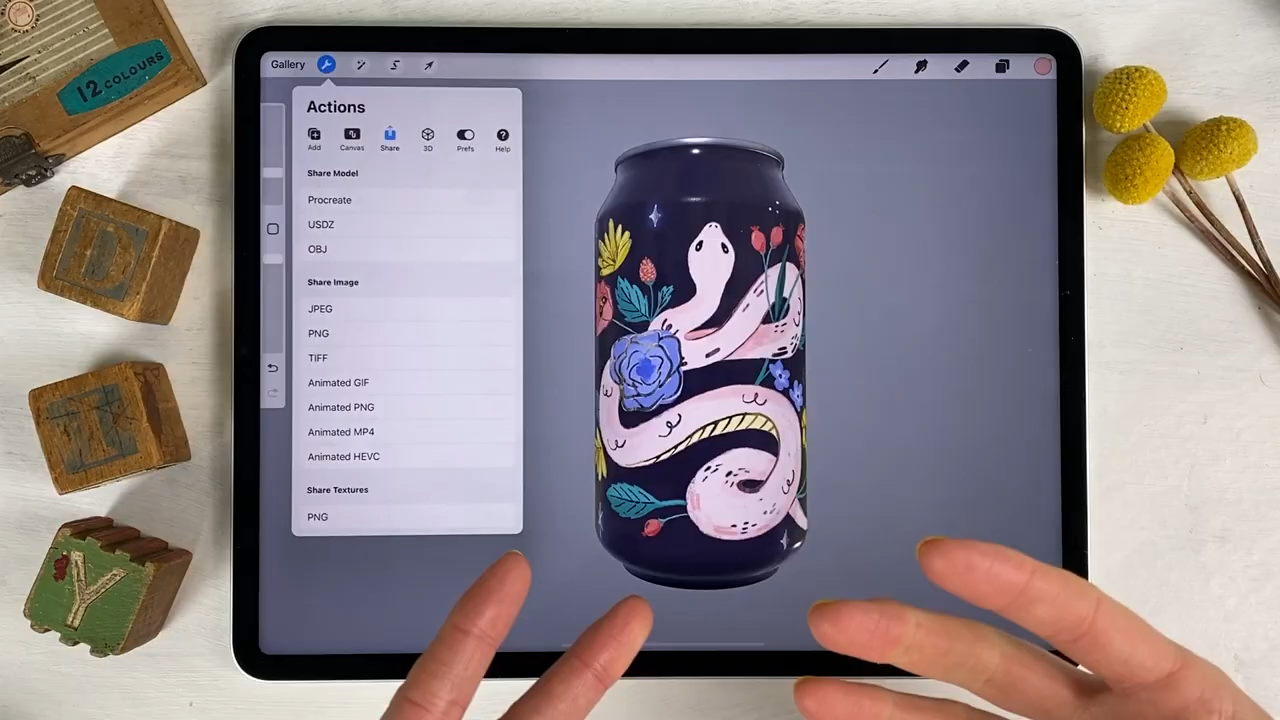 12 COLOURS
Gallery
Actions
Add Canvas Share 3D Prefs Help
Share Model
Procreate
USDZ
OBJ
Share Image
JPEG
PNG
TIFF
Animated GIF
Animated PNG
Animated MP4
Animated HEVC
Share Textures
PNG
D
Y